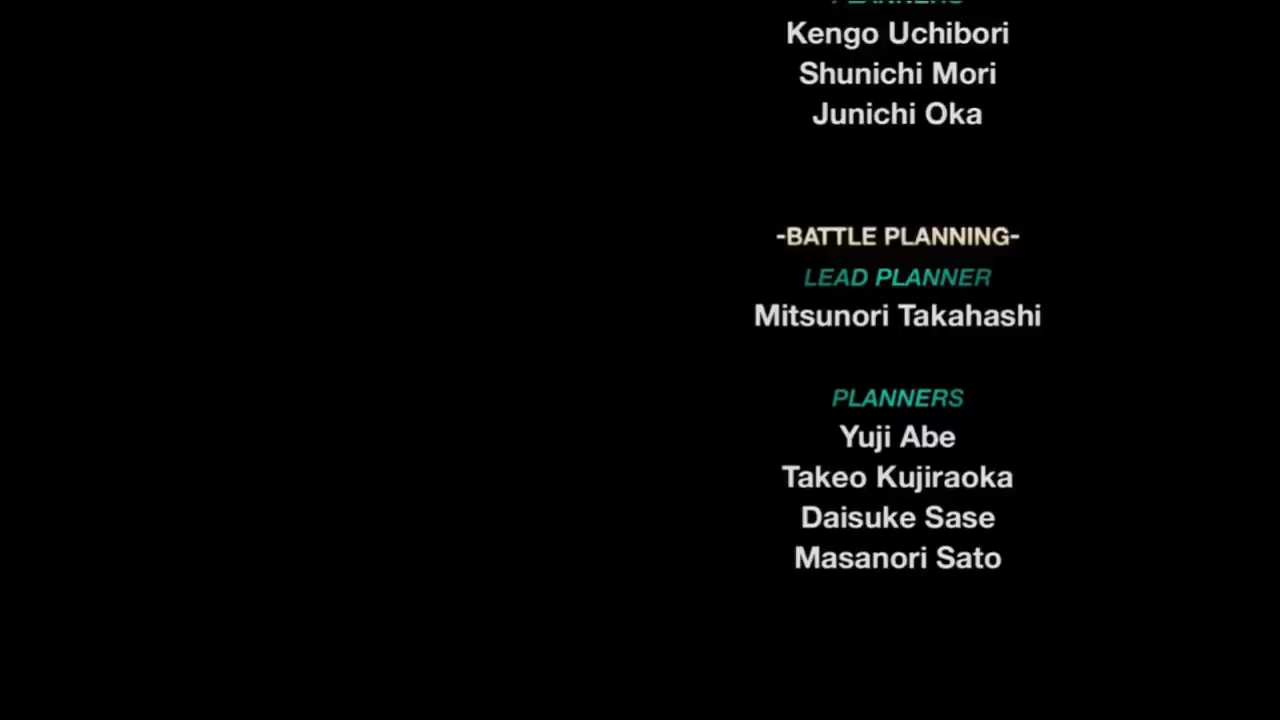 PLANNERS
Kengo Uchibori
Shunichi Mori
Junichi Oka
-BATTLE PLANNING-
LEAD PLANNER
Mitsunori Takahashi
PLANNERS
Yuji Abe
Takeo Kujiraoka
Daisuke Sase
Masanori Sato